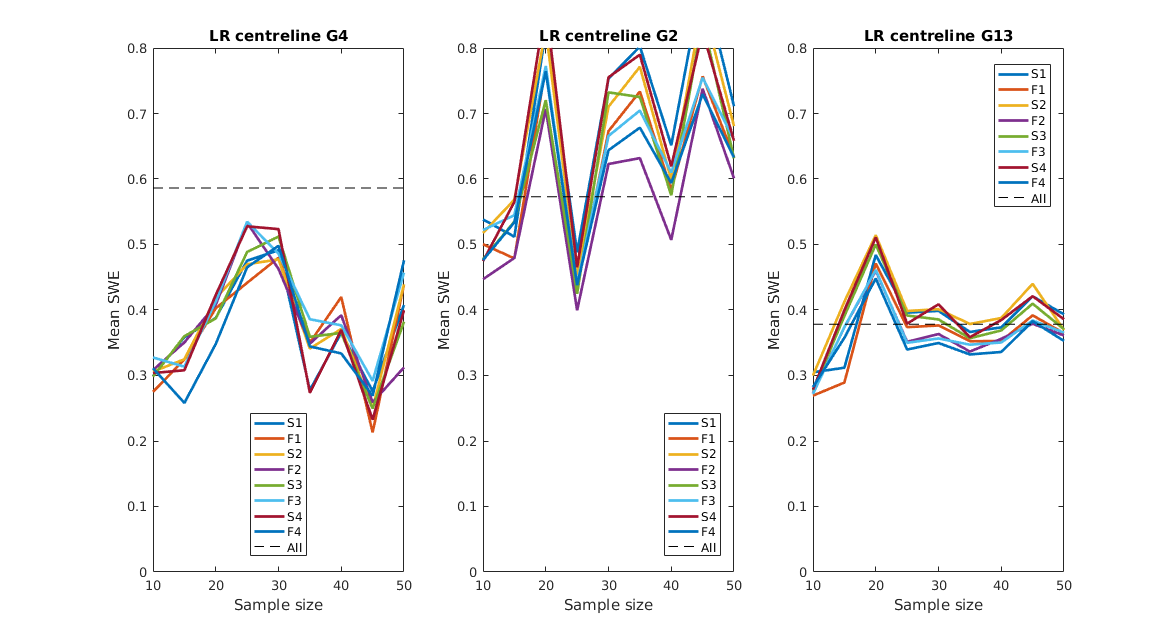 LR centreline G4
0.8
0.7
0.6
0.5
0.4
0.3
0.2
0.1
0
10
20
30
40
50
Mean SWE
Sample size
S1
F1
S2
F2
S3
F3
S4
F4
All
LR centreline G2
0.8
0.7
0.6
0.5
0.4
0.3
0.2
0.1
0
10
20
30
40
50
Mean SWE
Sample size
S1
F1
S2
F2
S3
F3
S4
F4
All
LR centreline G13
0.8
0.7
0.6
0.5
0.4
0.3
0.2
0.1
0
10
20
30
40
50
Mean SWE
Sample size
S1
F1
S2
F2
S3
F3
S4
F4
All